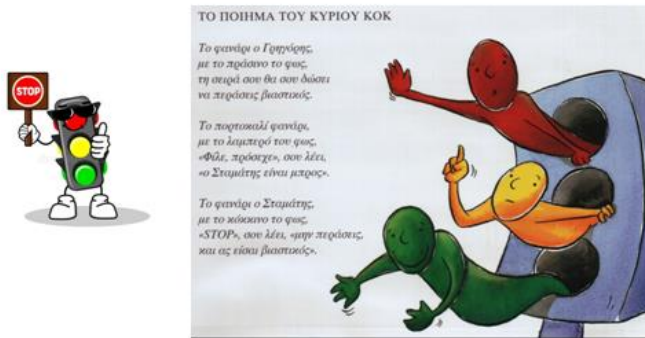 STOP
ΤΟ ΠΟΙΗΜΑ ΤΟΥ ΚΥΡΙΟΥ ΚΟΚ
Το φανάρι ο Γρηγόρης,
με το πράσινο το φως,
τη σειρά σου θα σου δώσει
να περάσεις βιαστικός.
Το πορτοκαλί φανάρι,
με το λαμπερό του φως,
«Φίλε, πρόσεχε», σου λέει,
«ο Σταμάτης είναι μπρος».
Το φανάρι ο Σταμάτης,
με το κόκκινο το φως,
«STOP», σου λέει, «μην περάσεις,
και ας είσαι βιαστικός».